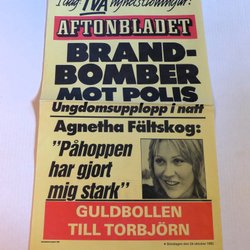 I dag: TVÅ
AFTONBLADET
BRAND-
BOMBER
MOT POLIS
Ungdomsupplopp i natt
Agnetha Fältskog:
"Påhoppen
har gjort
mig stark"
GULDBOLLEN
TILL TORBJÖRN